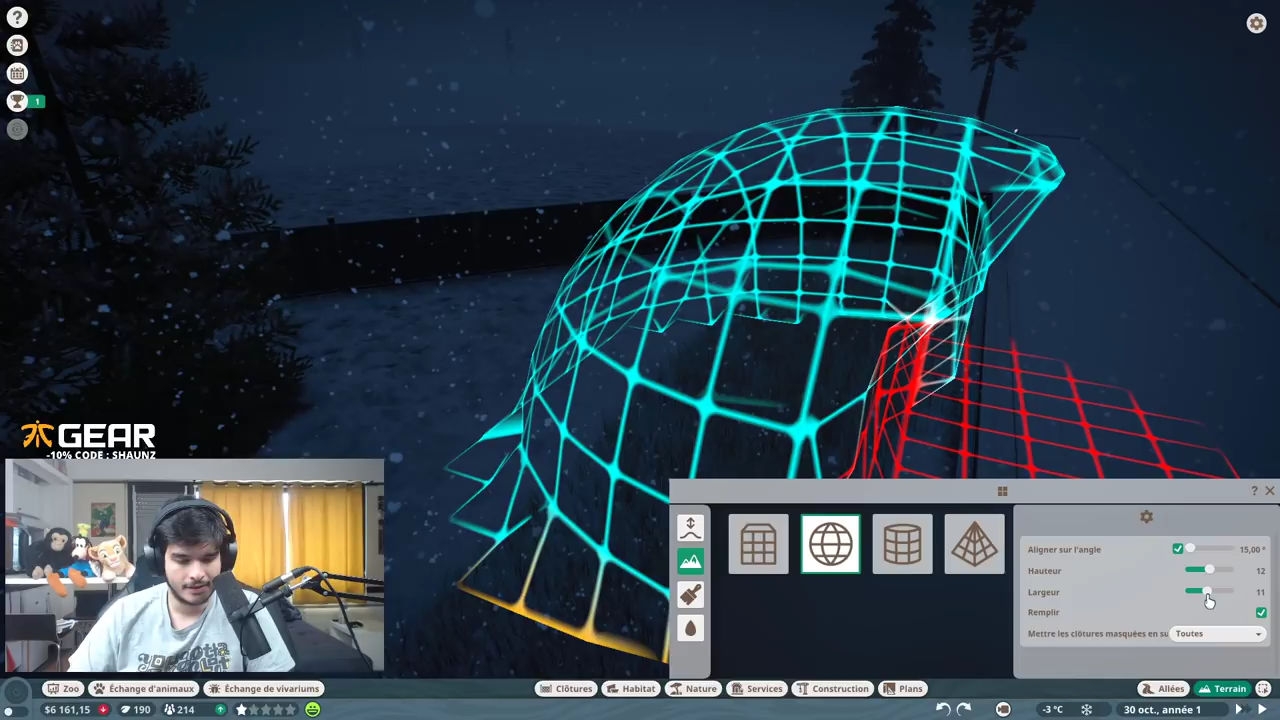 ?
1
GEAR
-10% CODE : SHAUNZ
?
Aligner sur l'angle 15,00 °
Hauteur 12
Largeur 11
Remplir
Mettre les clôtures masquées en su Toutes
Zoo Échange d'animaux Échange de vivariums Clôtures Habitat Nature Services Construction Plans Allées Terrain
$6 161,15 190 214 -3 °C 30 oct., année 1